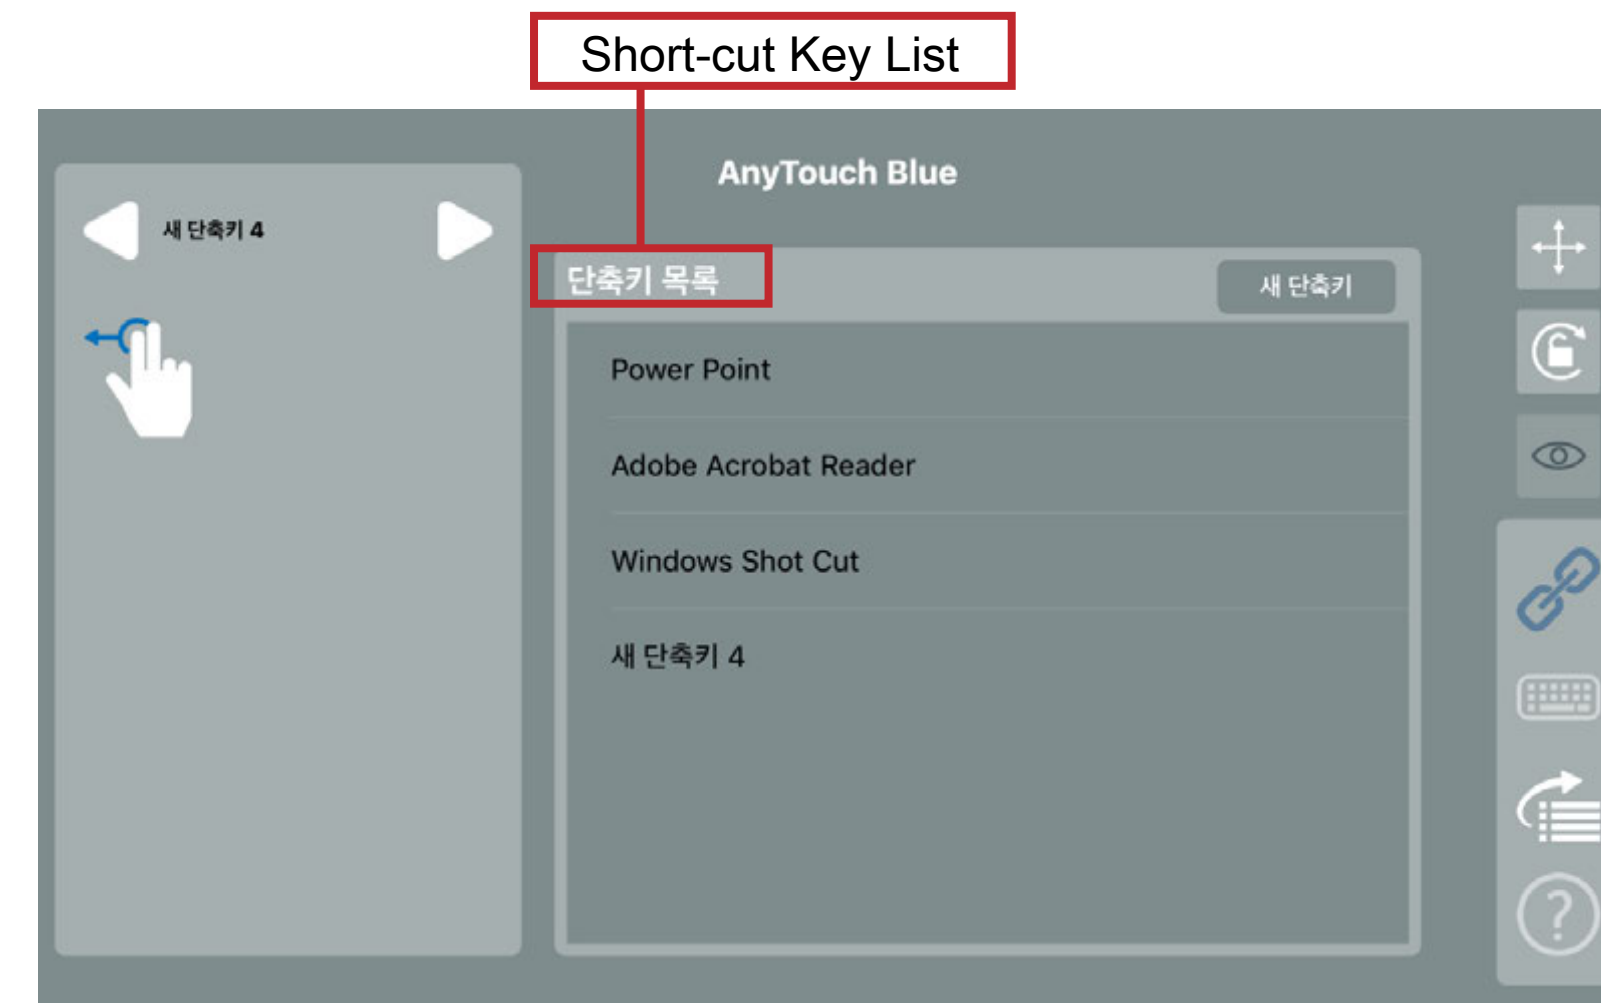 Short-cut Key List
AnyTouch Blue
새 단축키 4
단축키 목록
새 단축키
Power Point
Adobe Acrobat Reader
Windows Shot Cut
새 단축키 4
?